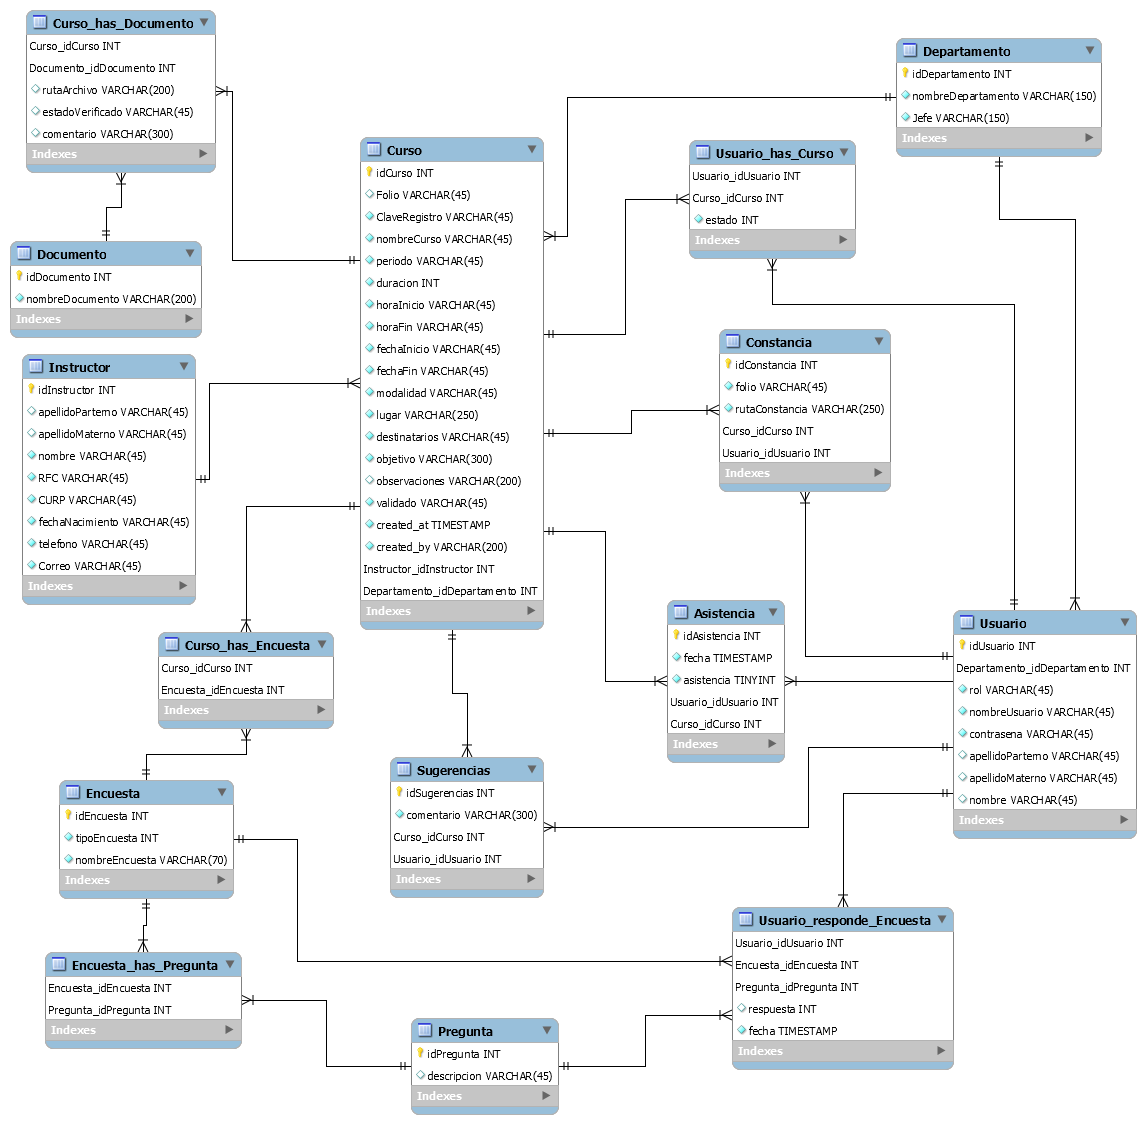 Curso_has_Documento
Curso_idCurso INT
Documento_idDocumento INT
rutaArchivo VARCHAR(200)
estadoVerificado VARCHAR(45)
comentario VARCHAR(300)
Indexes
Departamento
idDepartamento INT
nombreDepartamento VARCHAR(150)
Jefe VARCHAR(150)
Indexes
Curso
idCurso INT
Folio VARCHAR(45)
ClaveRegistro VARCHAR(45)
nombreCurso VARCHAR(45)
periodo VARCHAR(45)
duracion INT
horaInicio VARCHAR(45)
horaFin VARCHAR(45)
fechaInicio VARCHAR(45)
fechaFin VARCHAR(45)
modalidad VARCHAR(45)
lugar VARCHAR(250)
destinatarios VARCHAR(45)
objetivo VARCHAR(300)
observaciones VARCHAR(200)
validado VARCHAR(45)
created_at TIMESTAMP
created_by VARCHAR(200)
Instructor_idInstructor INT
Departamento_idDepartamento INT
Indexes
Usuario_has_Curso
Usuario_idUsuario INT
Curso_idCurso INT
estado INT
Indexes
Documento
idDocumento INT
nombreDocumento VARCHAR(200)
Indexes
Instructor
idInstructor INT
apellidoPartemo VARCHAR(45)
apellidoMaterno VARCHAR(45)
nombre VARCHAR(45)
RFC VARCHAR(45)
CURP VARCHAR(45)
fechaNacimiento VARCHAR(45)
telefono VARCHAR(45)
Correo VARCHAR(45)
Indexes
Constancia
idConstancia INT
folio VARCHAR(45)
rutaConstancia VARCHAR(250)
Curso_idCurso INT
Usuario_idUsuario INT
Indexes
Asistencia
idAsistencia INT
fecha TIMESTAMP
asistencia TINYINT
Usuario_idUsuario INT
Curso_idCurso INT
Indexes
Usuario
idUsuario INT
Departamento_idDepartamento INT
rol VARCHAR(45)
nombreUsuario VARCHAR(45)
contrasena VARCHAR(45)
apellidoPartemo VARCHAR(45)
apellidoMaterno VARCHAR(45)
nombre VARCHAR(45)
Indexes
Curso_has_Encuesta
Curso_idCurso INT
Encuesta_idEncuesta INT
Indexes
Sugerencias
idSugerencias INT
comentario VARCHAR(300)
Curso_idCurso INT
Usuario_idUsuario INT
Indexes
Encuesta
idEncuesta INT
tipoEncuesta INT
nombreEncuesta VARCHAR(70)
Indexes
Usuario_responde_Encuesta
Usuario_idUsuario INT
Encuesta_idEncuesta INT
Pregunta_idPregunta INT
respuesta INT
fecha TIMESTAMP
Indexes
Encuesta_has_Pregunta
Encuesta_idEncuesta INT
Pregunta_idPregunta INT
Indexes
Pregunta
idPregunta INT
descripcion VARCHAR(45)
Indexes